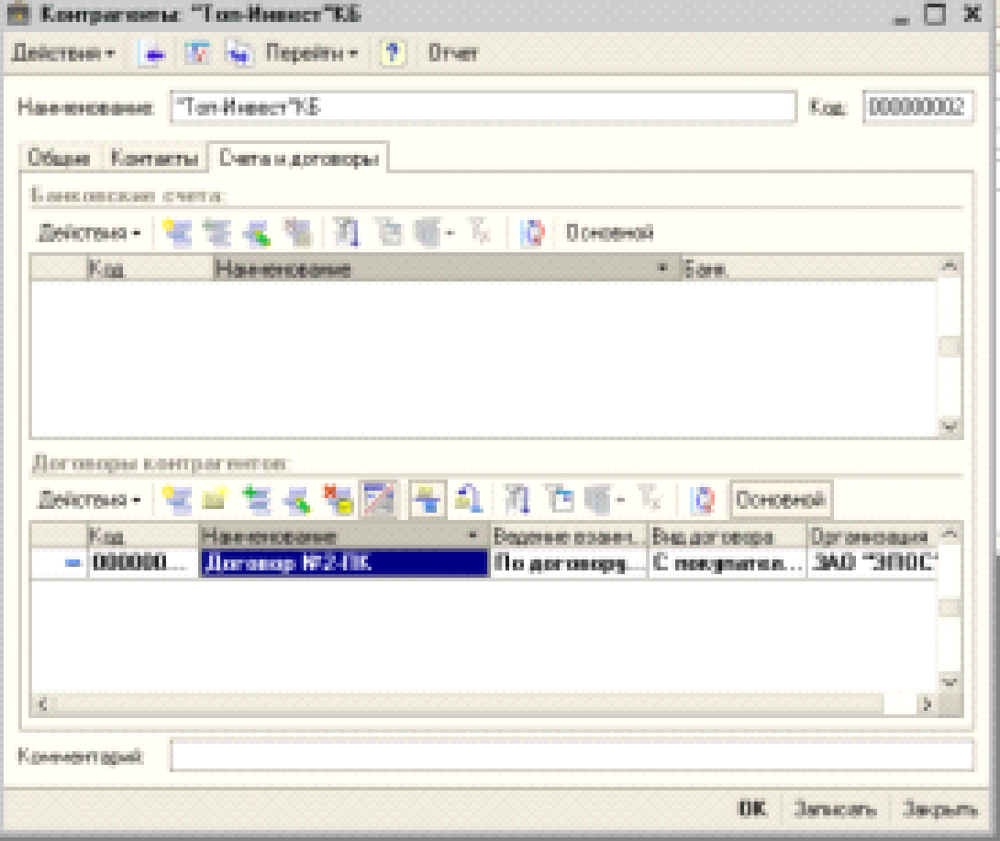 Контрагенты: "Топ-Инвест"КБ
Действия Перейти ? Отчет
Наименование: "Топ-Инвест"КБ Код: 000000002
Общие Контакты Счета и договоры
Банковские счета:
Действия Основной
Код Наименование Банк
Договоры контрагентов:
Действия Основной
Код Наименование Ведение взаим... Вид договора Организация
000000... Договор №2-ПК По договору... С покупател... ЗАО "ЭПОС"
Комментарий:
OK Записать Закрыть